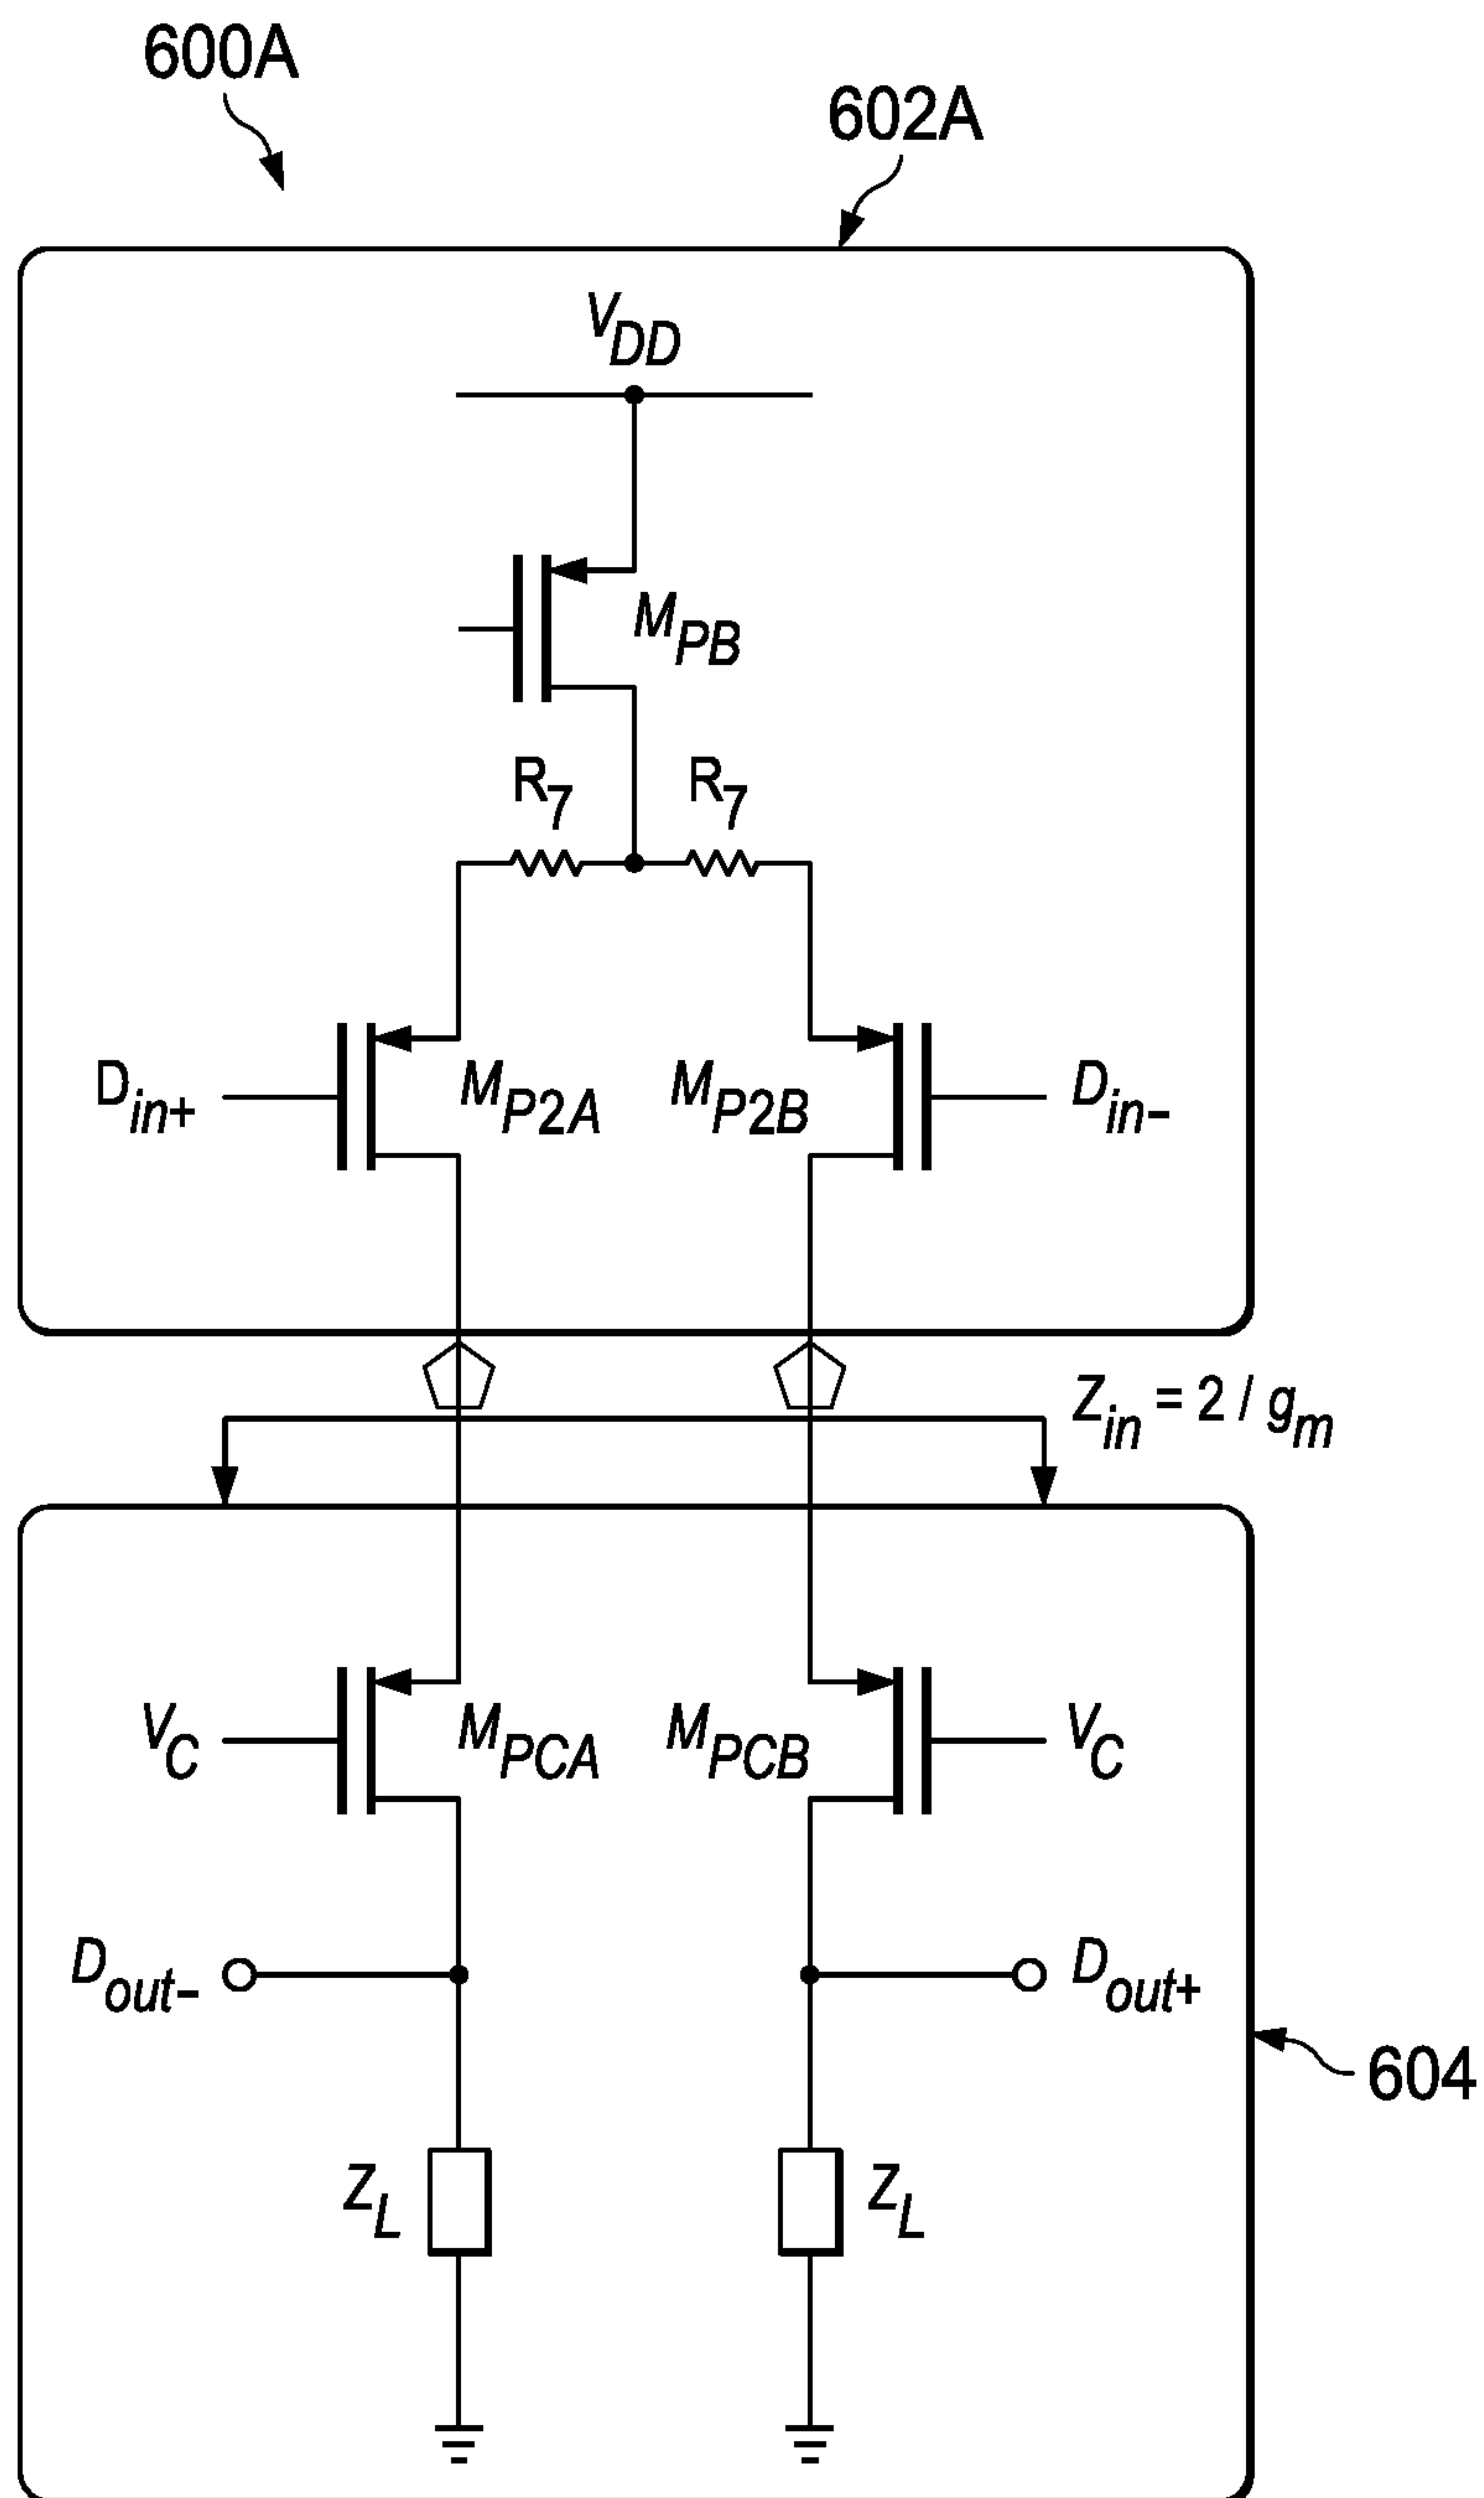 600A
602A
VDD
MPB
R7 R7
Din+ MP2A MP2B Din-
Zin = 2 / gm
VC MPCA MPCB VC
Dout- Dout+
604
ZL ZL